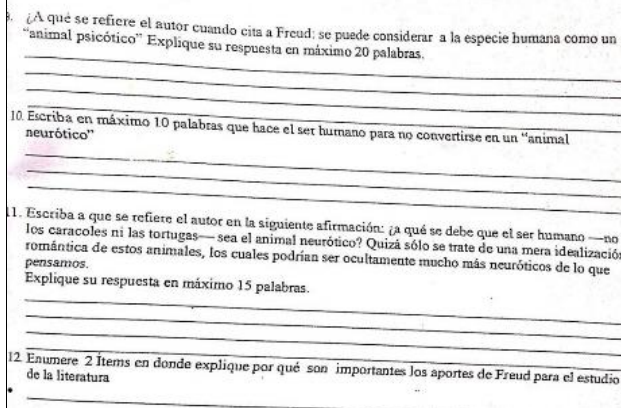 ¿A qué se refiere el autor cuando cita a Freud: se puede considerar a la especie humana como un
“animal psicótico” Explique su respuesta en máximo 20 palabras.
10. Escriba en máximo 10 palabras que hace el ser humano para no convertirse en un “animal
neurótico”
11. Escriba a que se refiere el autor en la siguiente afirmación: ¿a qué se debe que el ser humano —no
los caracoles ni las tortugas— sea el animal neurótico? Quizá sólo se trate de una mera idealización
romántica de estos animales, los cuales podrían ser ocultamente mucho más neuróticos de lo que
pensamos.
Explique su respuesta en máximo 15 palabras.
12. Enumere 2 Ítems en donde explique por qué son importantes los aportes de Freud para el estudio
de la literatura
•